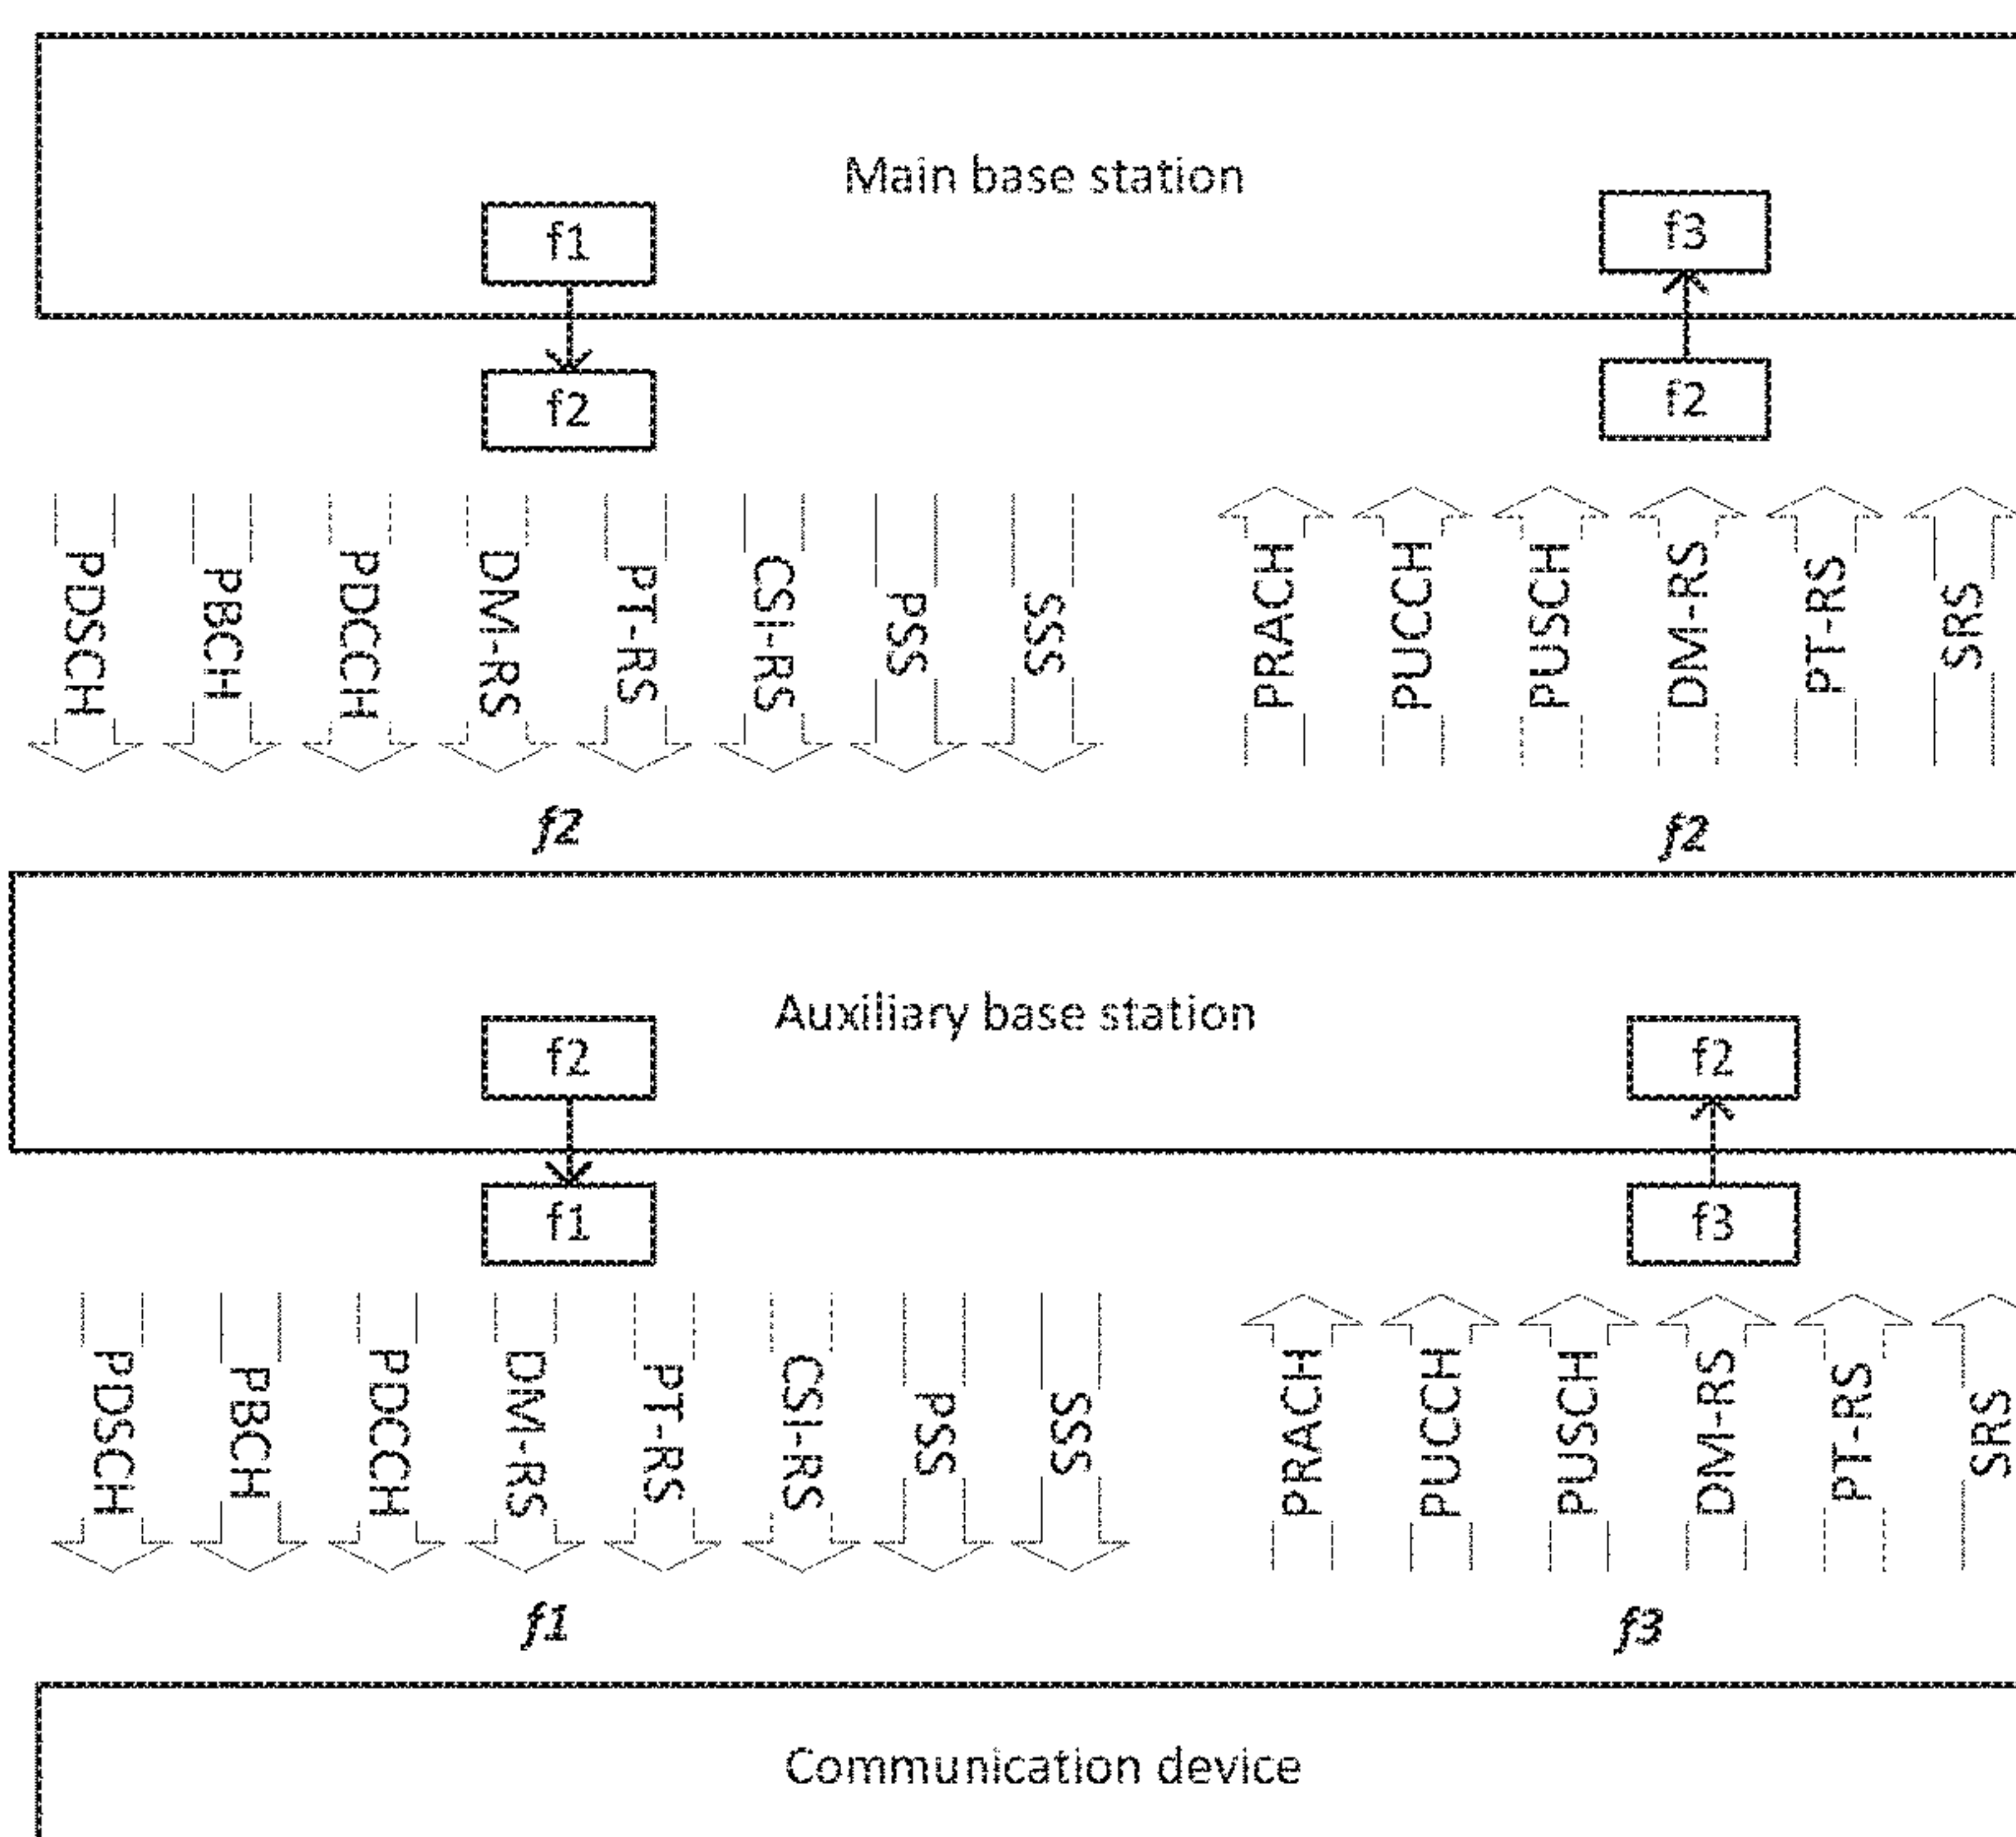 Main base station
f1
f3
f2
f2
PDSCH
PBCH
PDCCH
DM-RS
PT-RS
CSI-RS
PSS
SSS
PRACH
PUCCH
PUSCH
DM-RS
PT-RS
SRS
f2
f2
Auxiliary base station
f2
f2
f1
f3
PDSCH
PBCH
PDCCH
DM-RS
PT-RS
CSI-RS
PSS
SSS
PRACH
PUCCH
PUSCH
DM-RS
PT-RS
SRS
f1
f3
Communication device